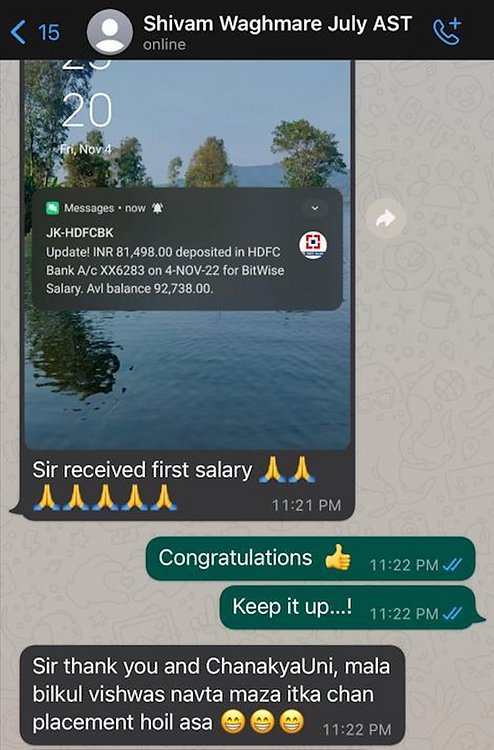 15
Shivam Waghmare July AST
online
20
Fri, Nov 4
Messages • now
JK-HDFCBK
Update! INR 81,498.00 deposited in HDFC
Bank A/c XX6283 on 4-NOV-22 for BitWise
Salary. Avl balance 92,738.00.
Sir received first salary 🙏🙏
🙏🙏🙏🙏🙏
11:21 PM
Congratulations 👍
11:22 PM
Keep it up...!
11:22 PM
Sir thank you and ChanakyaUni, mala
bilkul vishwas navta maza itka chan
placement hoil asa 😁😁😁
11:22 PM